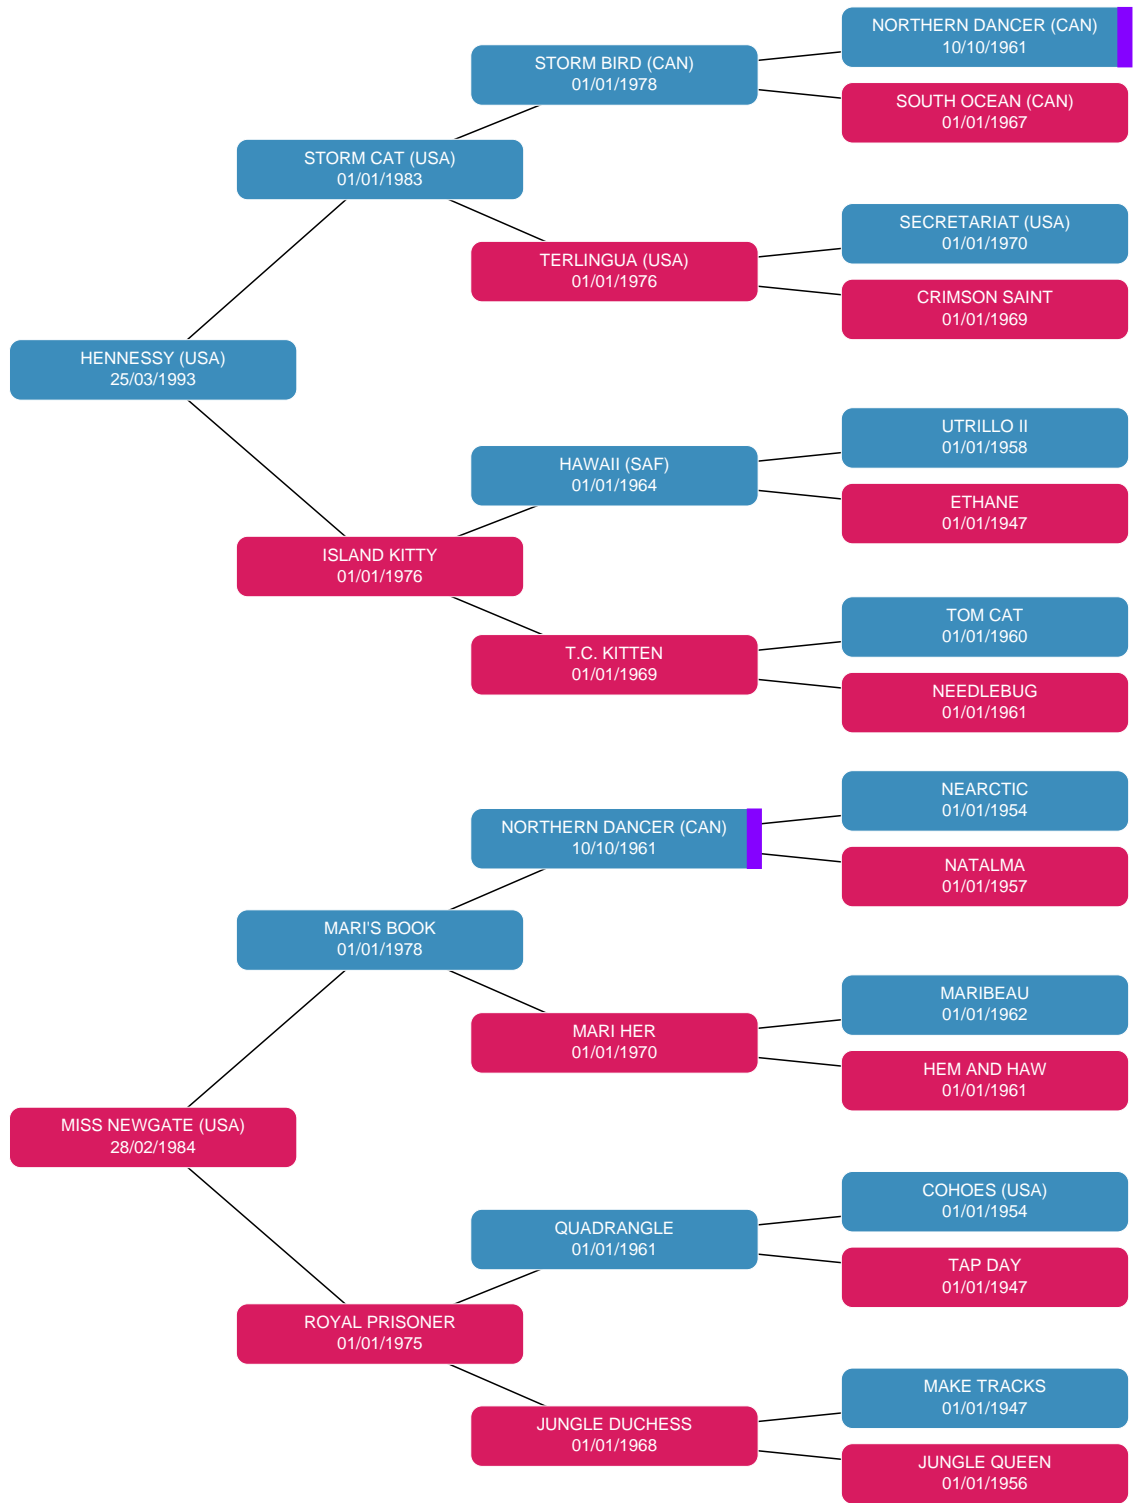 NORTHERN DANCER (CAN)
10/10/1961
STORM BIRD (CAN)
01/01/1978
SOUTH OCEAN (CAN)
01/01/1967
STORM CAT (USA)
01/01/1983
SECRETARIAT (USA)
01/01/1970
TERLINGUA (USA)
01/01/1976
CRIMSON SAINT
01/01/1969
HENNESSY (USA)
25/03/1993
UTRILLO II
01/01/1958
HAWAII (SAF)
01/01/1964
ETHANE
01/01/1947
ISLAND KITTY
01/01/1976
TOM CAT
01/01/1960
T.C. KITTEN
01/01/1969
NEEDLEBUG
01/01/1961
NEARCTIC
01/01/1954
NORTHERN DANCER (CAN)
10/10/1961
NATALMA
01/01/1957
MARI'S BOOK
01/01/1978
MARIBEAU
01/01/1962
MARI HER
01/01/1970
HEM AND HAW
01/01/1961
MISS NEWGATE (USA)
28/02/1984
COHOES (USA)
01/01/1954
QUADRANGLE
01/01/1961
TAP DAY
01/01/1947
ROYAL PRISONER
01/01/1975
MAKE TRACKS
01/01/1947
JUNGLE DUCHESS
01/01/1968
JUNGLE QUEEN
01/01/1956